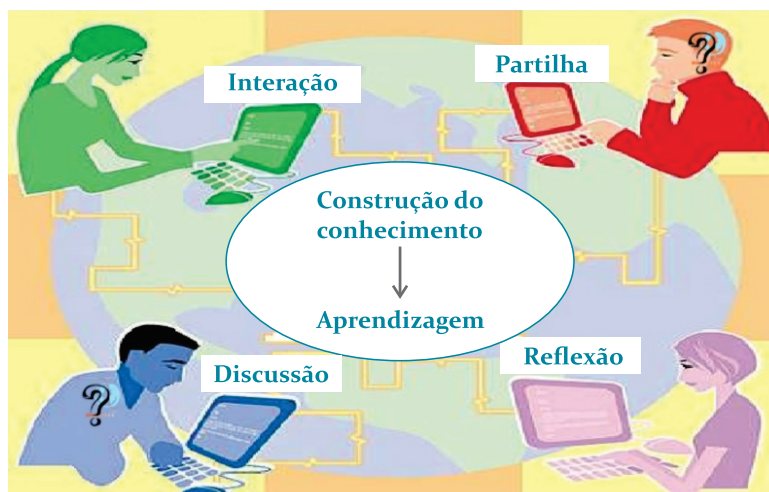 Interação
Partilha
Construção do
conhecimento
Aprendizagem
Discussão
Reflexão